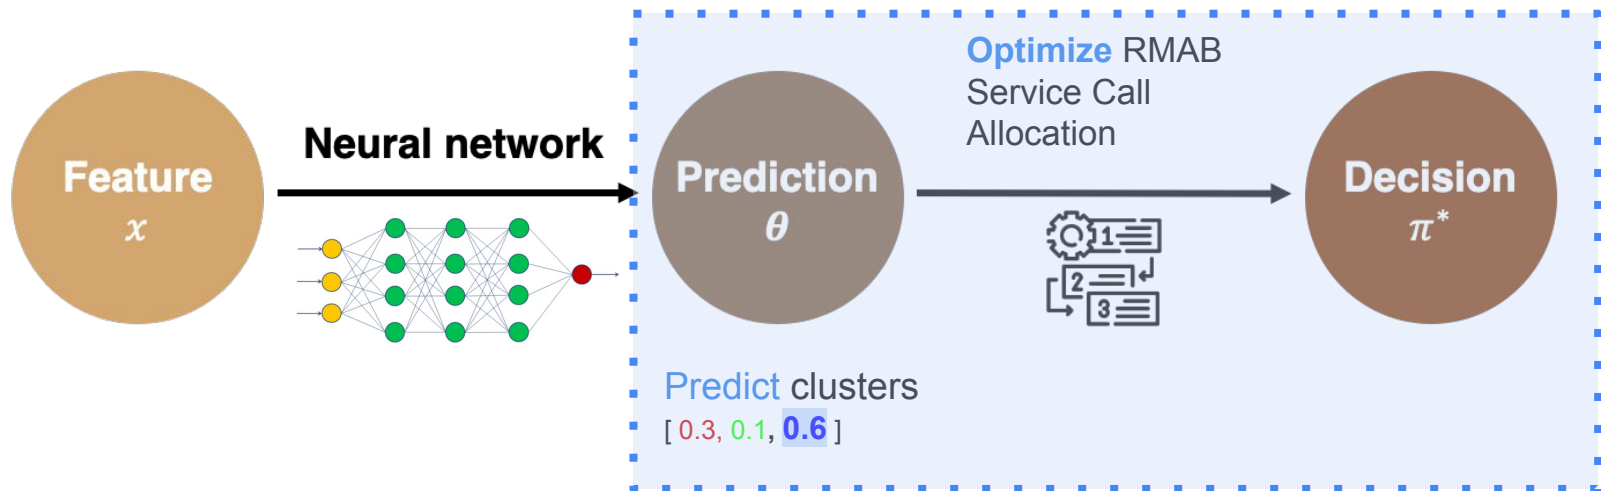 Feature
x
Neural network
Prediction
θ
Optimize RMAB
Service Call
Allocation
1
2
3
Decision
π*
Predict clusters
[ 0.3, 0.1, 0.6 ]